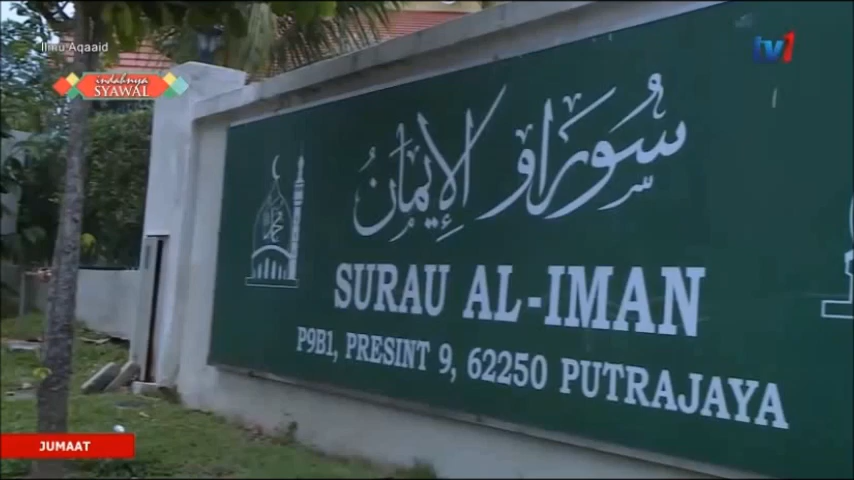 Ilmu Aqaaid
tv1
indahnya
SYAWAL
سوراو الإيمان
SURAU AL-IMAN
P9B1, PRESINT 9, 62250 PUTRAJAYA
JUMAAT